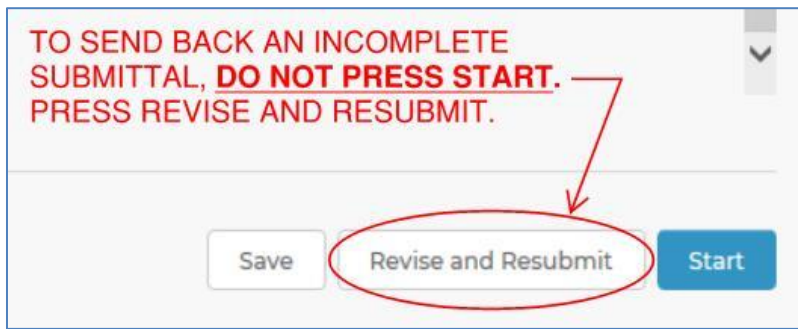 TO SEND BACK AN INCOMPLETE
SUBMITTAL, DO NOT PRESS START.
PRESS REVISE AND RESUBMIT.
Save Revise and Resubmit Start